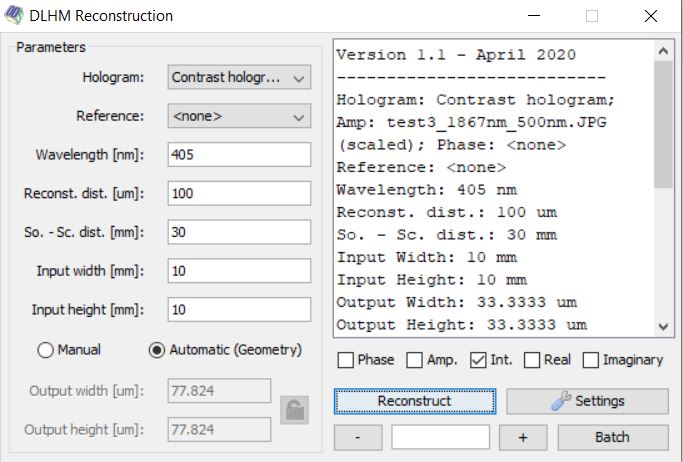 DLHM Reconstruction
Parameters
Hologram: Contrast hologr...
Reference: <none>
Wavelength [nm]: 405
Reconst. dist. [um]: 100
So. - Sc. dist. [mm]: 30
Input width [mm]: 10
Input height [mm]: 10
Manual Automatic (Geometry)
Output width [um]: 77.824
Output height [um]: 77.824
Version 1.1 - April 2020
---------------------------
Hologram: Contrast hologram;
Amp: test3_1867nm_500nm.JPG
(scaled); Phase: <none>
Reference: <none>
Wavelength: 405 nm
Reconst. dist.: 100 um
So. - Sc. dist.: 30 mm
Input Width: 10 mm
Input Height: 10 mm
Output Width: 33.3333 um
Output Height: 33.3333 um
Phase Amp. Int. Real Imaginary
Reconstruct Settings
- + Batch